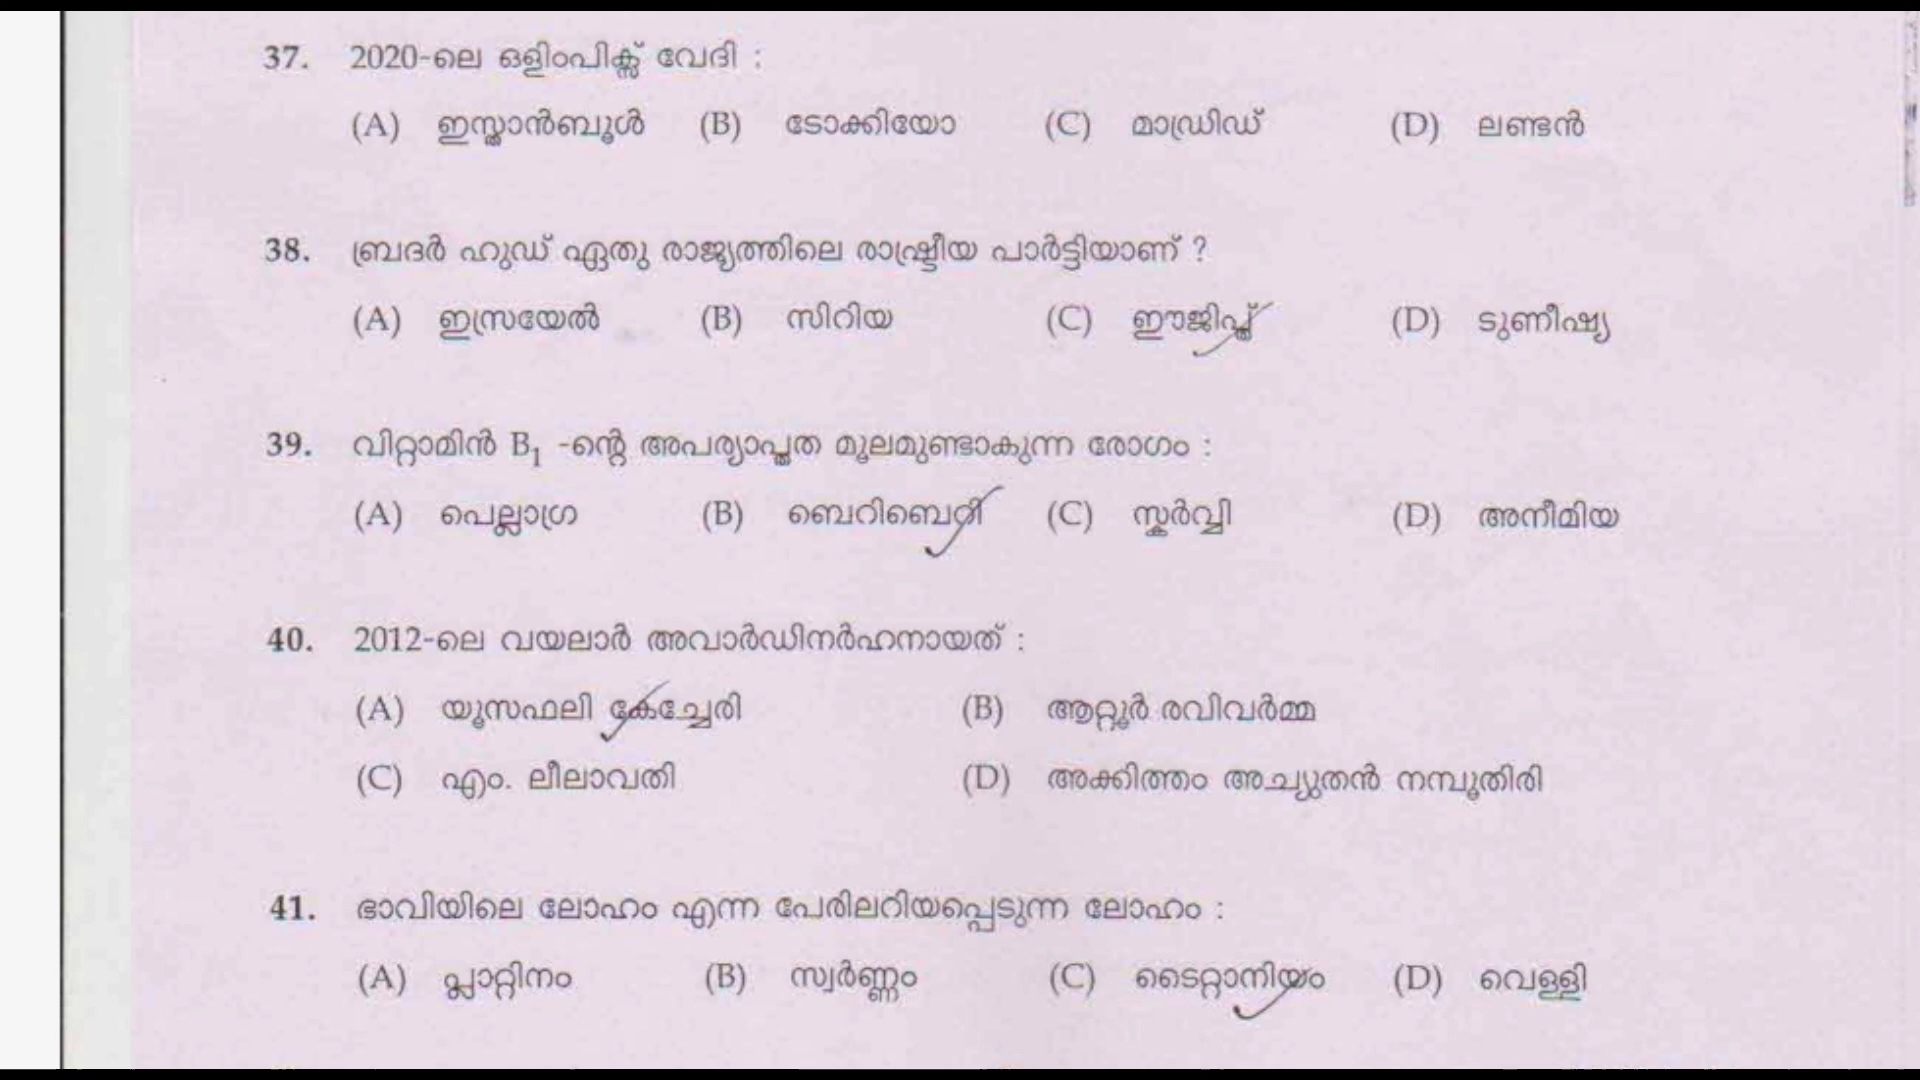 37. 2020-ലെ ഒളിംപിക്സ് വേദി :
(A) ഇസ്താൻബൂൾ (B) ടോക്കിയോ (C) മാഡ്രിഡ് (D) ലണ്ടൻ
38. ബ്രദർ ഹുഡ് ഏതു രാജ്യത്തിലെ രാഷ്ട്രീയ പാർട്ടിയാണ് ?
(A) ഇസ്രയേൽ (B) സിറിയ (C) ഈജിപ്ത് (D) ടുണീഷ്യ
39. വിറ്റാമിൻ B₁ -ന്റെ അപര്യാപ്തത മൂലമുണ്ടാകുന്ന രോഗം :
(A) പെല്ലാഗ്ര (B) ബെറിബെറി (C) സ്കർവ്വി (D) അനീമിയ
40. 2012-ലെ വയലാർ അവാർഡിനർഹനായത് :
(A) യൂസഫലി കേച്ചേരി (B) ആറ്റൂർ രവിവർമ്മ
(C) എം. ലീലാവതി (D) അക്കിത്തം അച്യുതൻ നമ്പൂതിരി
41. ഭാവിയിലെ ലോഹം എന്ന പേരിലറിയപ്പെടുന്ന ലോഹം :
(A) പ്ലാറ്റിനം (B) സ്വർണ്ണം (C) ടൈറ്റാനിയം (D) വെള്ളി